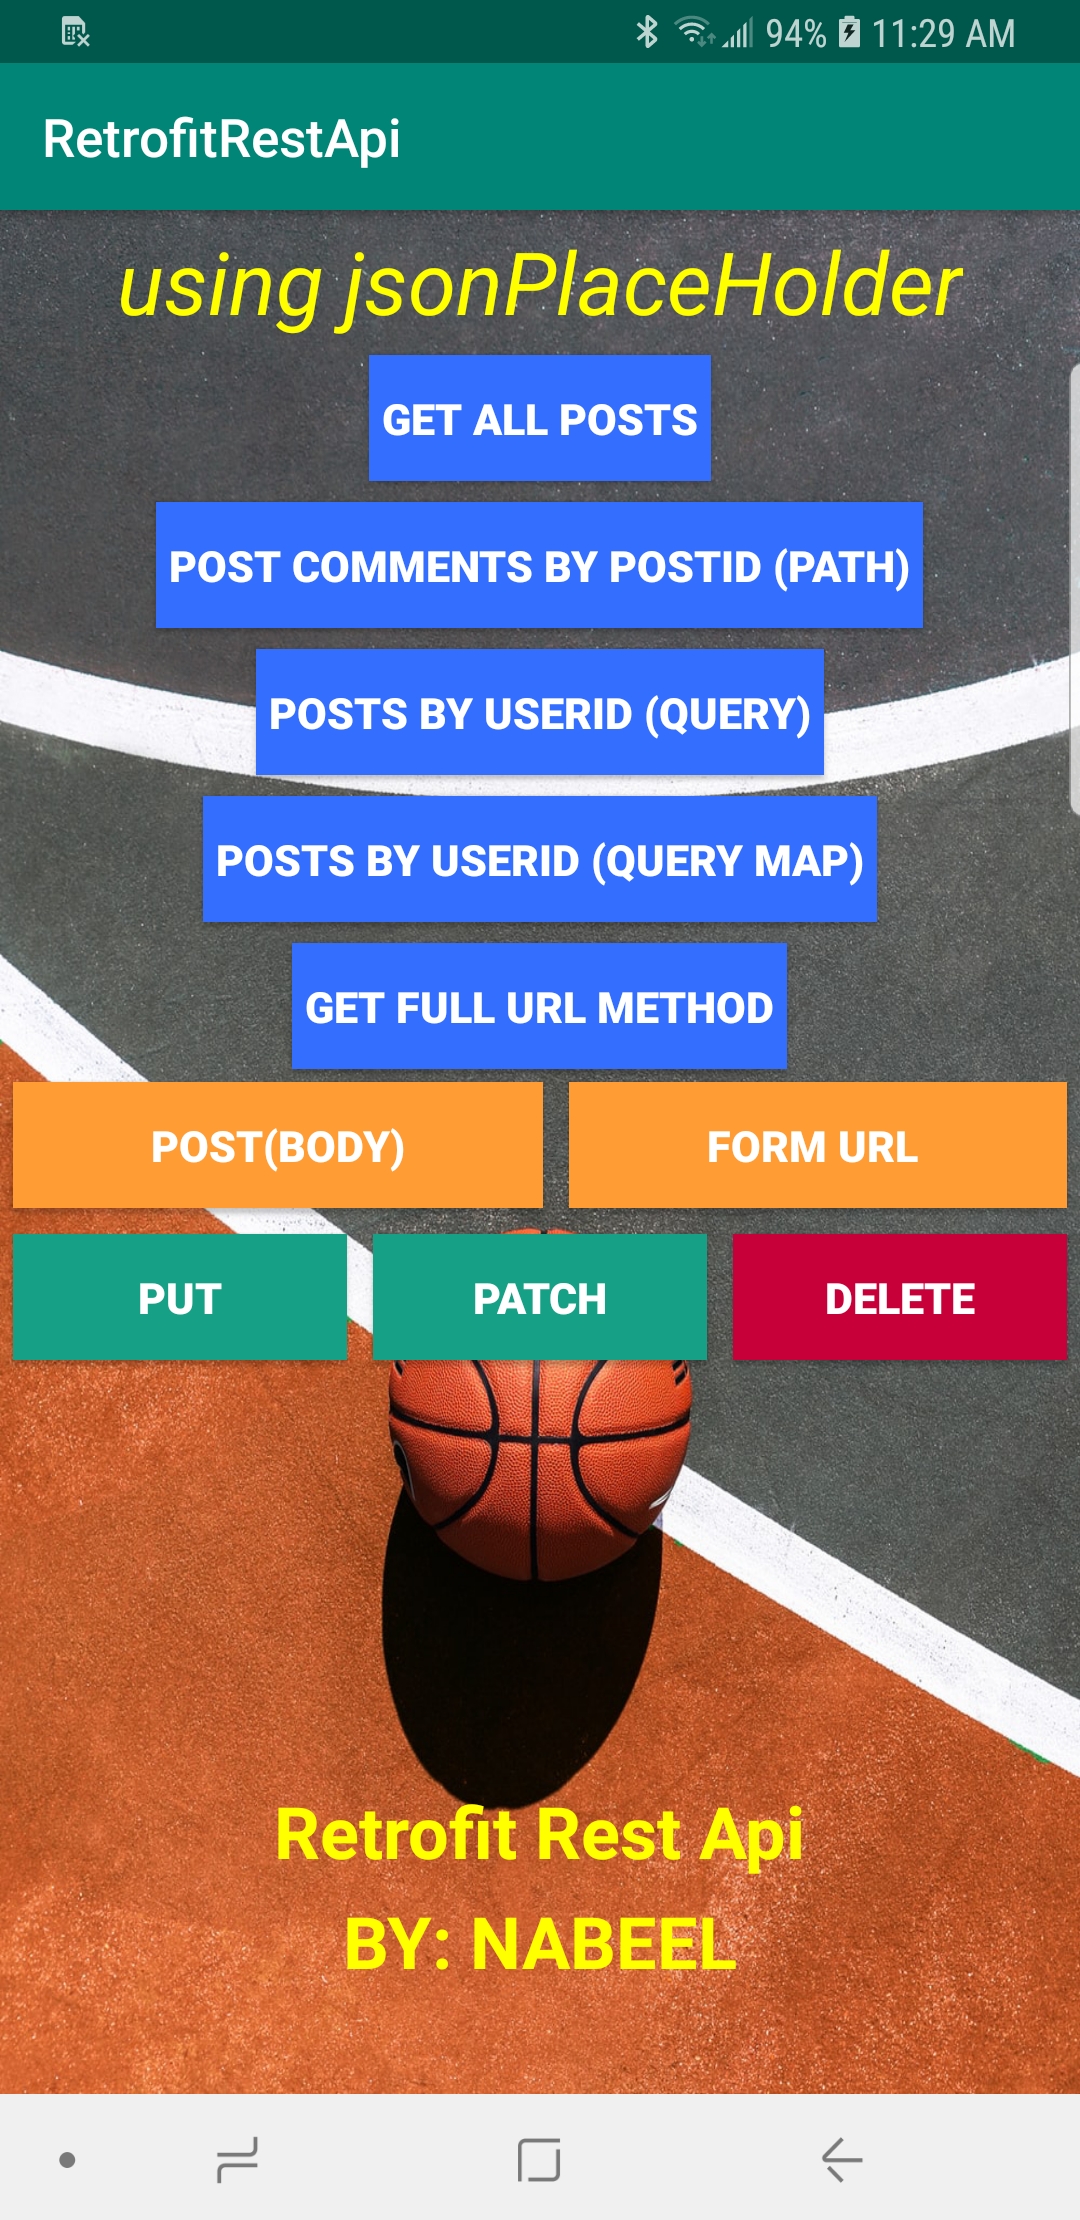 94% 11:29 AM
RetrofitRestApi
using jsonPlaceHolder
GET ALL POSTS
POST COMMENTS BY POSTID (PATH)
POSTS BY USERID (QUERY)
POSTS BY USERID (QUERY MAP)
GET FULL URL METHOD
POST(BODY) FORM URL
PUT PATCH DELETE
Retrofit Rest Api
BY: NABEEL